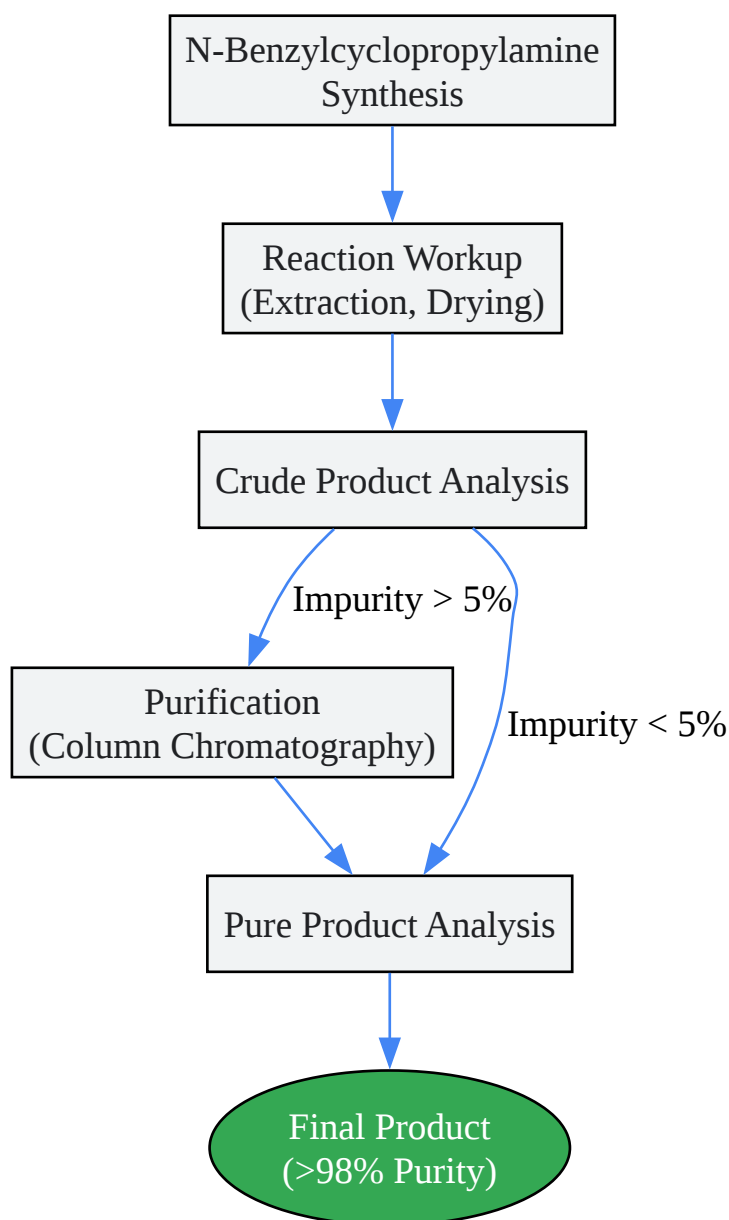 N-Benzylcyclopropylamine
Synthesis
Reaction Workup
(Extraction, Drying)
Crude Product Analysis
Impurity > 5%
Purification
(Column Chromatography)
Impurity < 5%
Pure Product Analysis
Final Product
(>98% Purity)